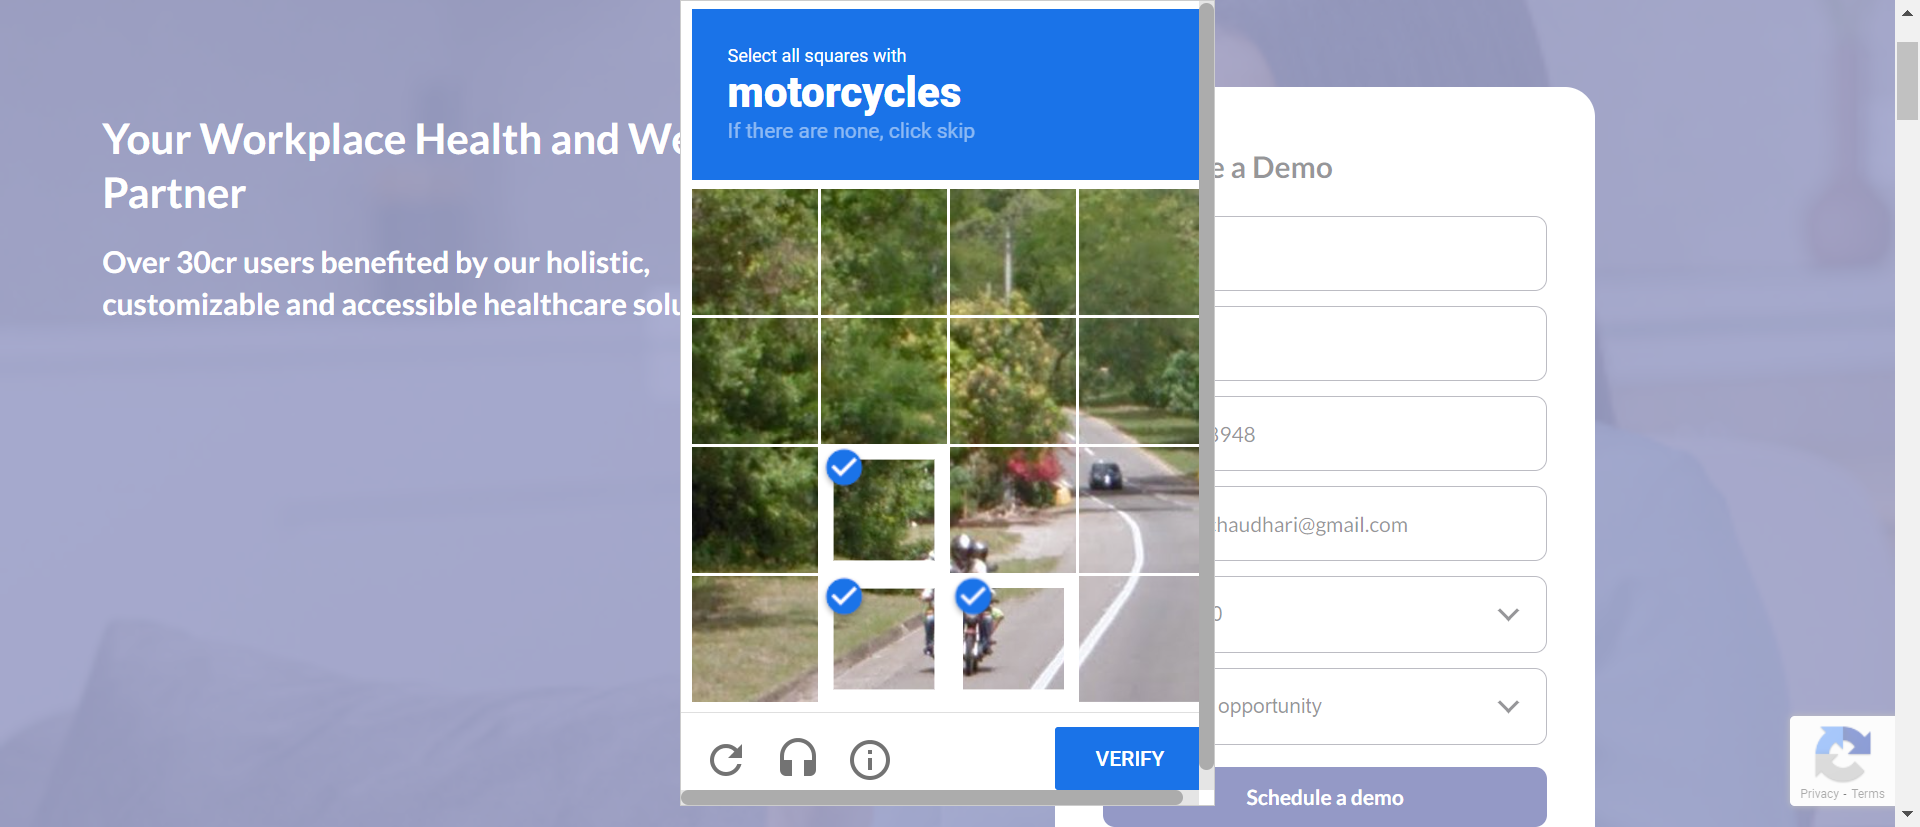 Your Workplace Health and We
Partner
Over 30cr users benefited by our holistic,
customizable and accessible healthcare solu
Select all squares with
motorcycles
If there are none, click skip
VERIFY
e a Demo
3948
chaudhari@gmail.com
0
opportunity
Schedule a demo
Privacy - Terms